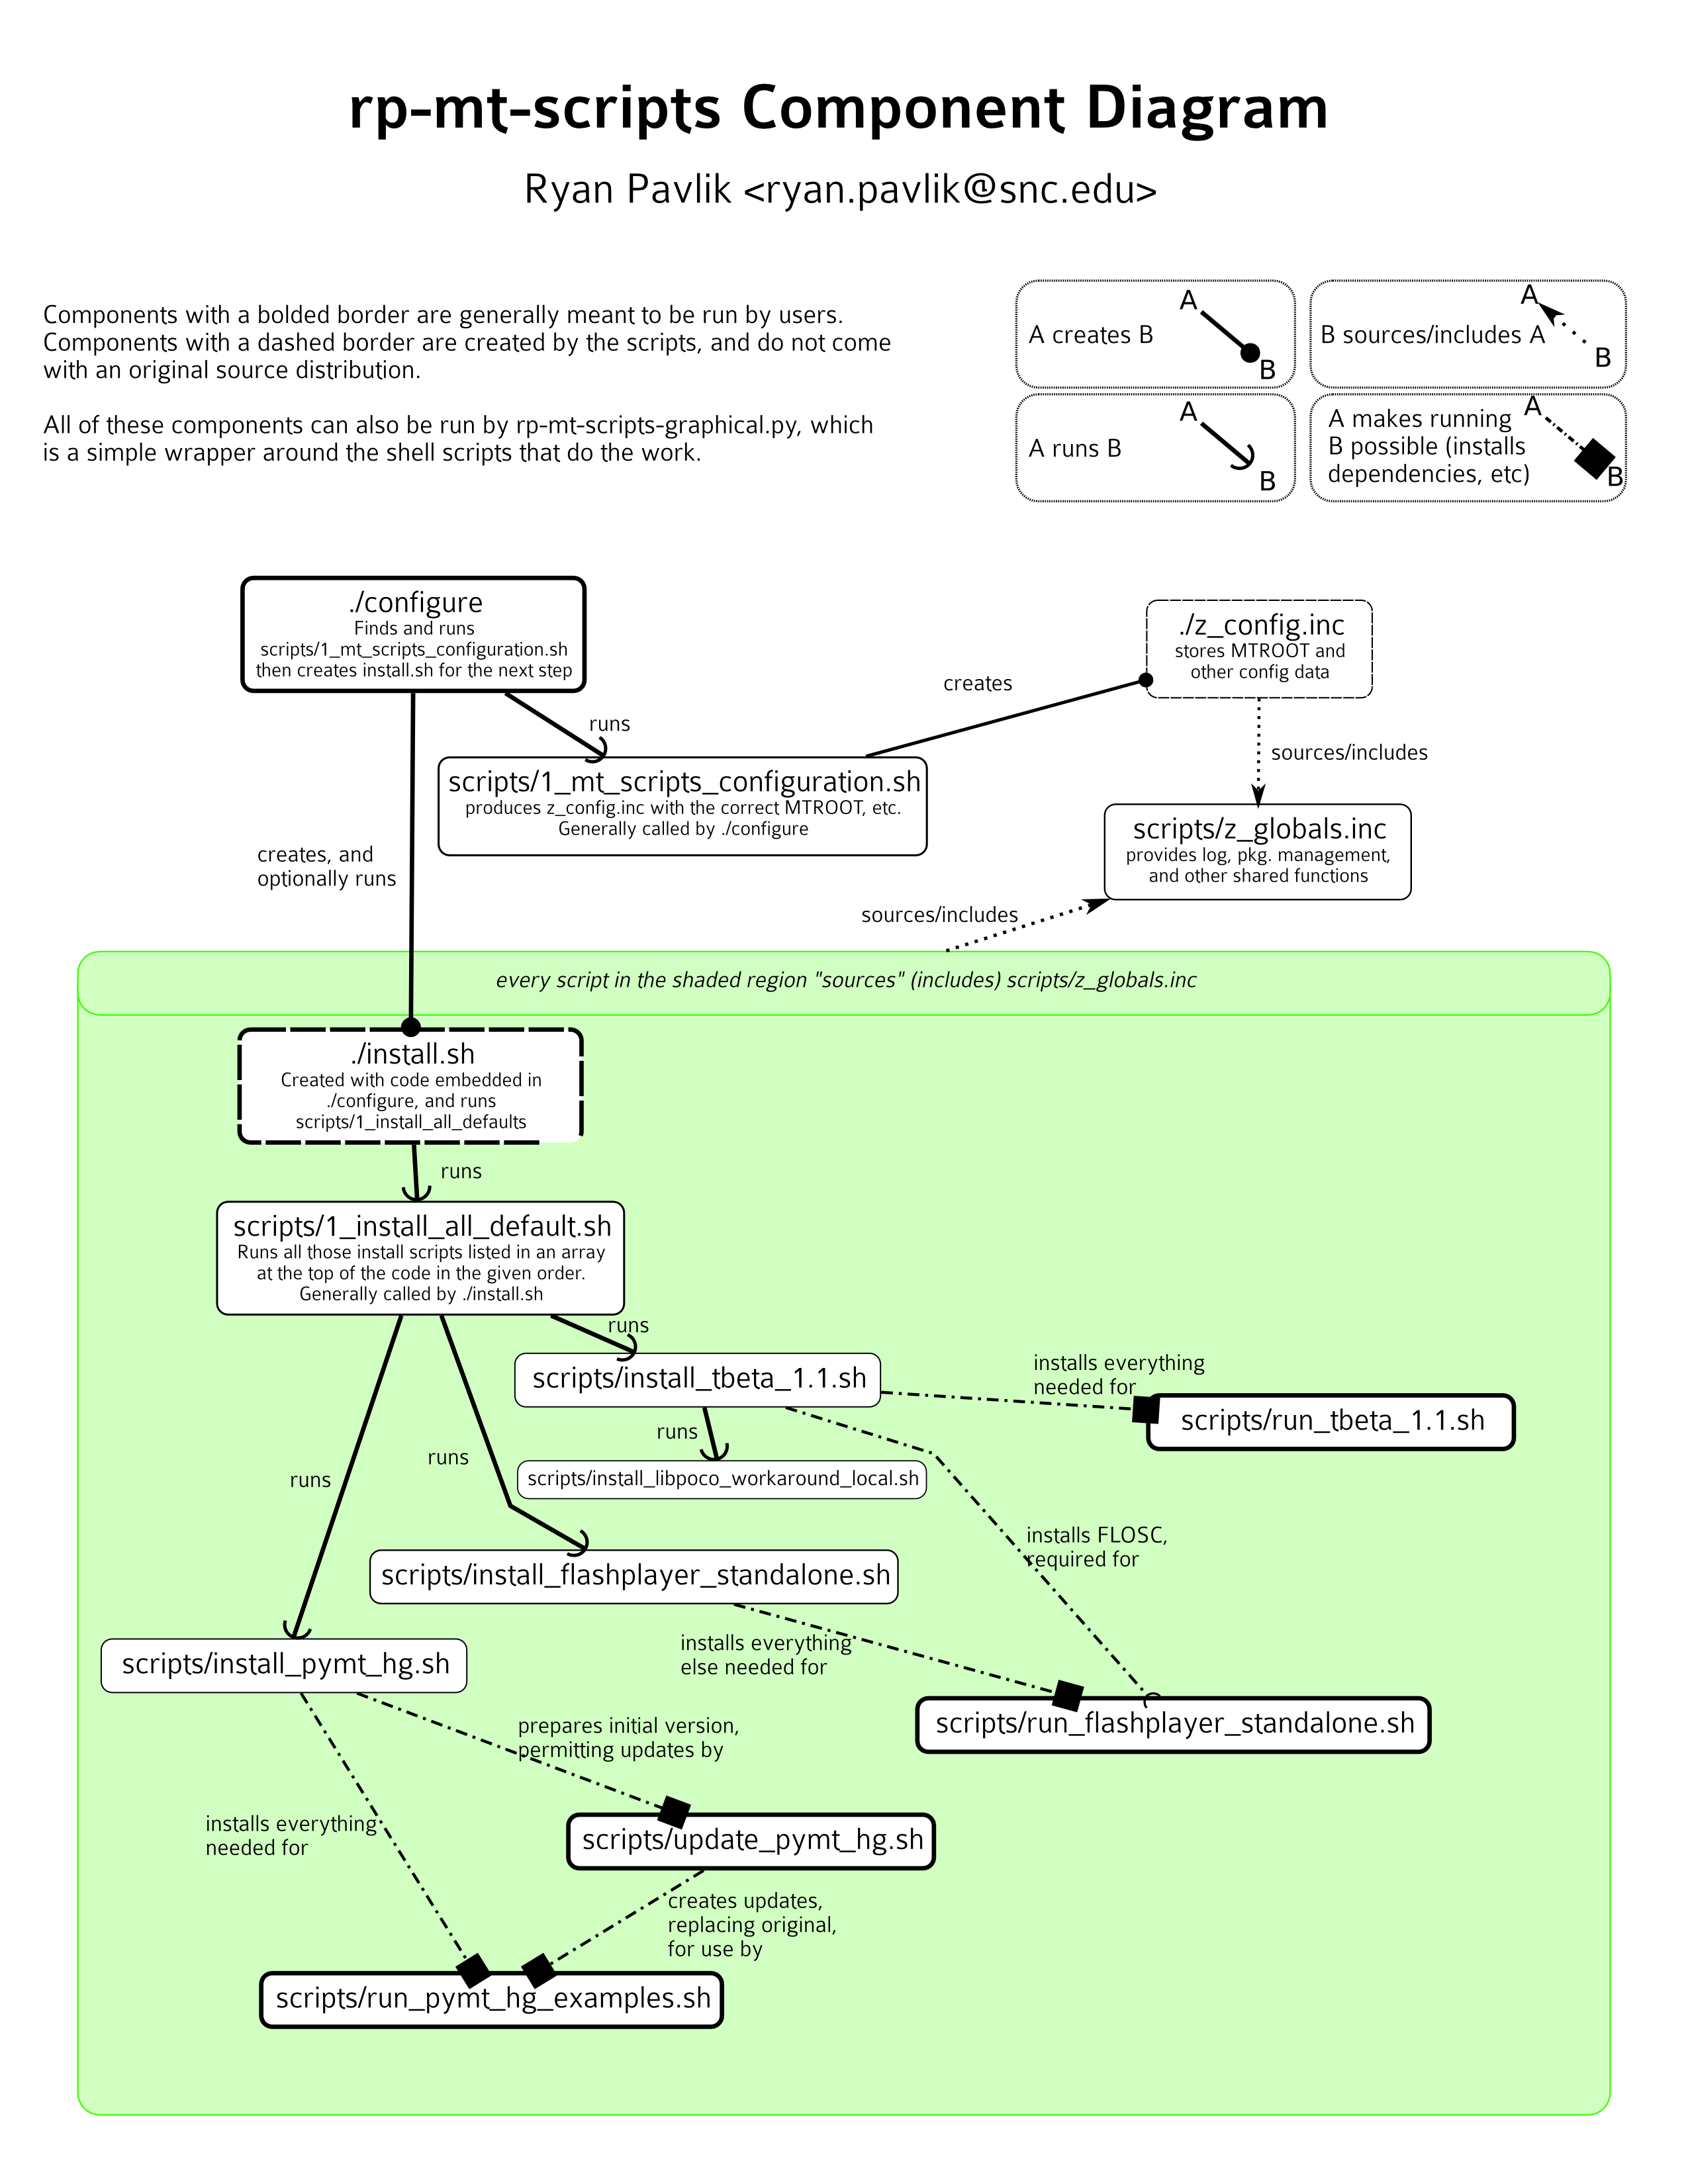 rp-mt-scripts Component Diagram
Ryan Pavlik <ryan.pavlik@snc.edu>
Components with a bolded border are generally meant to be run by users.
Components with a dashed border are created by the scripts, and do not come
with an original source distribution.
All of these components can also be run by rp-mt-scripts-graphical.py, which
is a simple wrapper around the shell scripts that do the work.
A creates B
A
B
B sources/includes A
A
B
A runs B
A
B
A makes running
B possible (installs
dependencies, etc)
A
B
./configure
Finds and runs
scripts/1_mt_scripts_configuration.sh
then creates install.sh for the next step
./z_config.inc
stores MTROOT and
other config data
creates
runs
sources/includes
scripts/1_mt_scripts_configuration.sh
produces z_config.inc with the correct MTROOT, etc.
Generally called by ./configure
scripts/z_globals.inc
provides log, pkg. management,
and other shared functions
creates, and
optionally runs
sources/includes
every script in the shaded region "sources" (includes) scripts/z_globals.inc
./install.sh
Created with code embedded in
./configure, and runs
scripts/1_install_all_defaults
runs
scripts/1_install_all_default.sh
Runs all those install scripts listed in an array
at the top of the code in the given order.
Generally called by ./install.sh
runs
scripts/install_tbeta_1.1.sh
installs everything
needed for
scripts/run_tbeta_1.1.sh
runs
scripts/install_libpoco_workaround_local.sh
runs
runs
installs FLOSC,
required for
scripts/install_flashplayer_standalone.sh
installs everything
else needed for
scripts/install_pymt_hg.sh
scripts/run_flashplayer_standalone.sh
prepares initial version,
permitting updates by
installs everything
needed for
scripts/update_pymt_hg.sh
creates updates,
replacing original,
for use by
scripts/run_pymt_hg_examples.sh